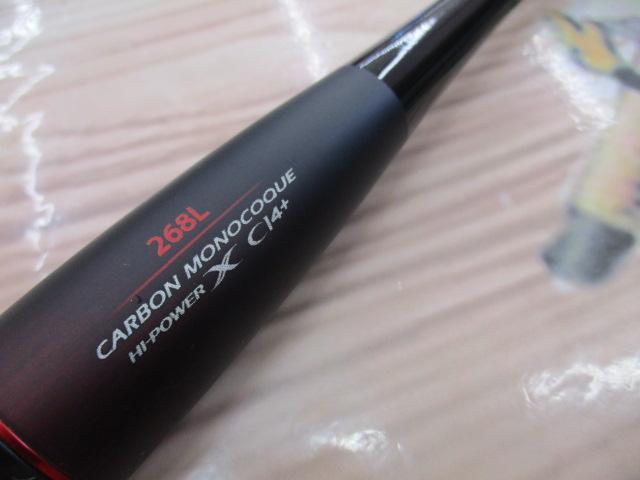 268L
CARBON MONOCOQUE
HI-POWER X CI4+